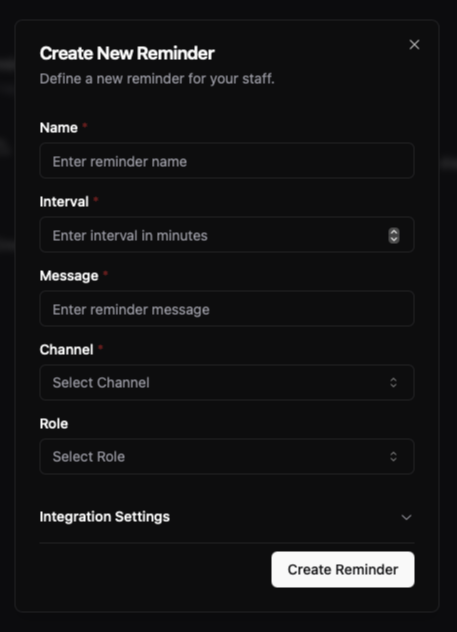 Create New Reminder
Define a new reminder for your staff.
Name *
Enter reminder name
Interval *
Enter interval in minutes
Message *
Enter reminder message
Channel *
Select Channel
Role
Select Role
Integration Settings
Create Reminder